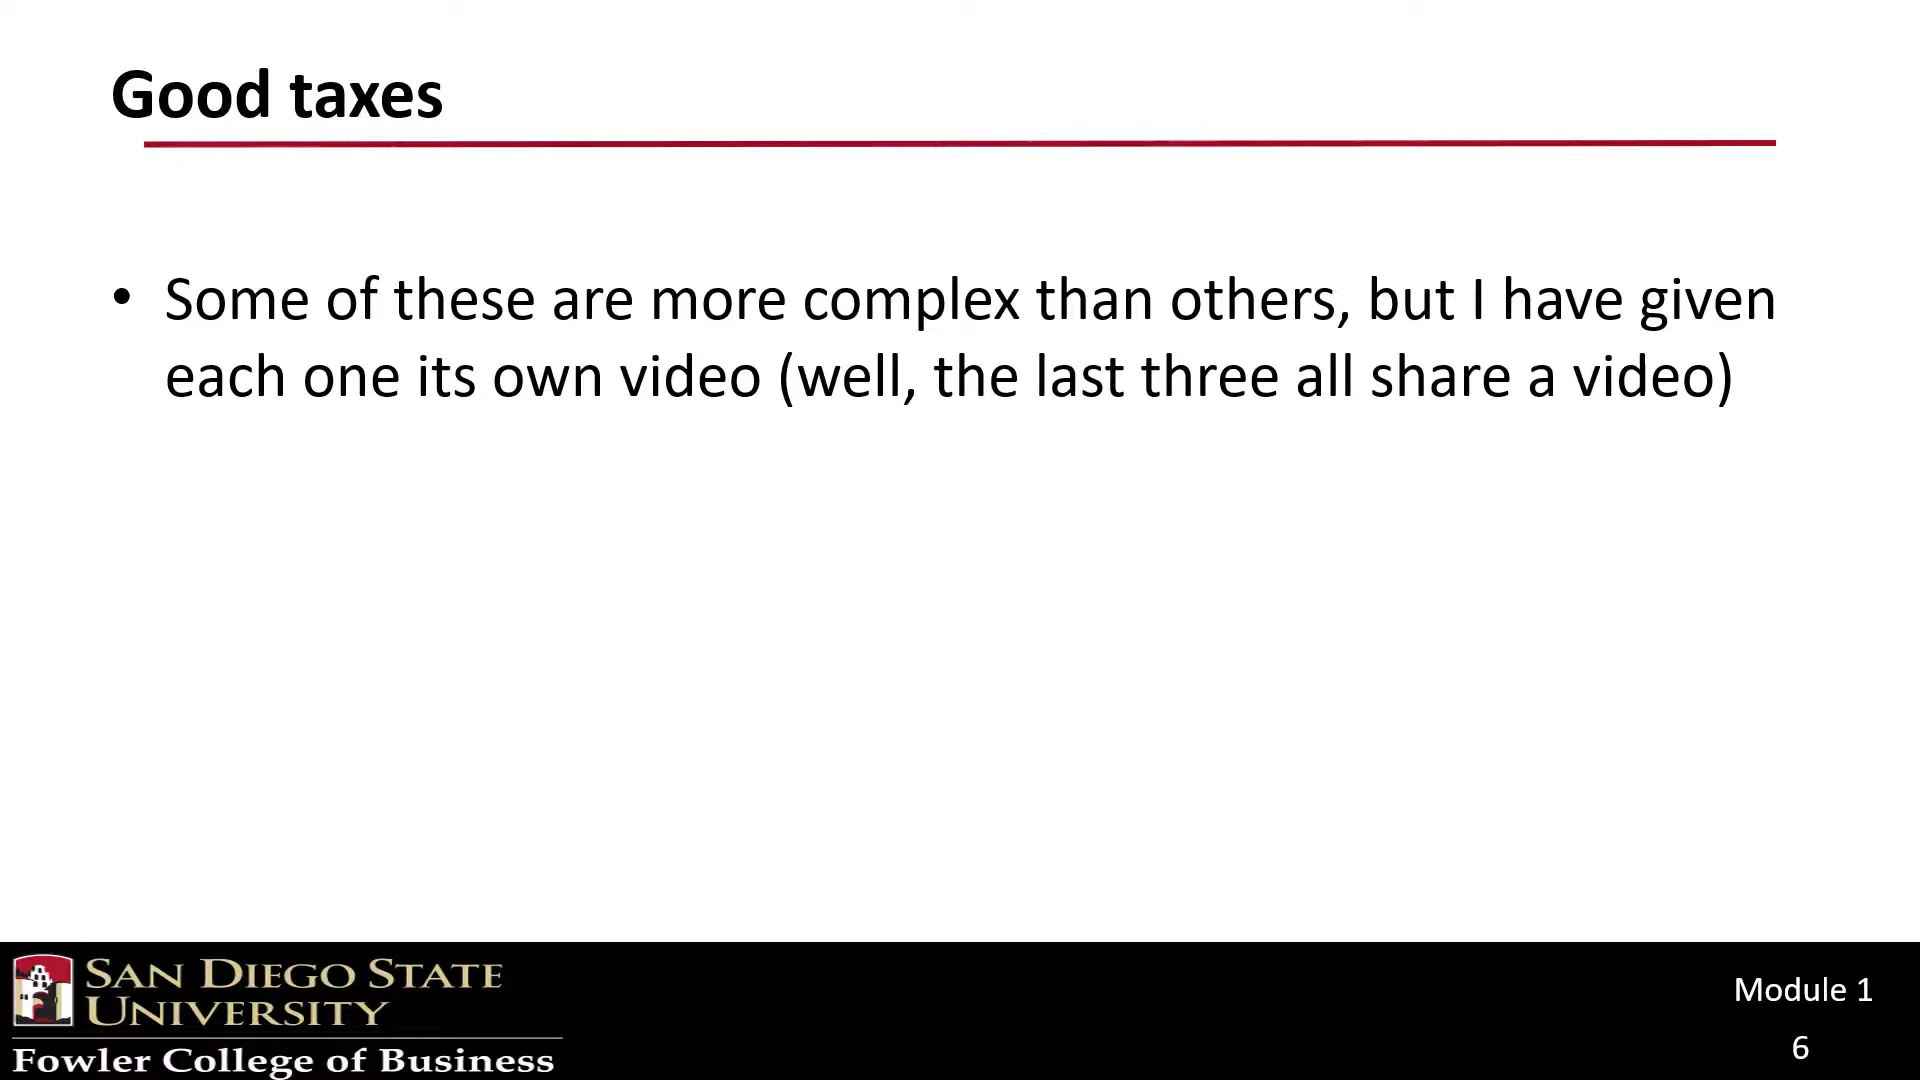 Good taxes
• Some of these are more complex than others, but I have given
each one its own video (well, the last three all share a video)
SAN DIEGO STATE
UNIVERSITY
Fowler College of Business
Module 1
6